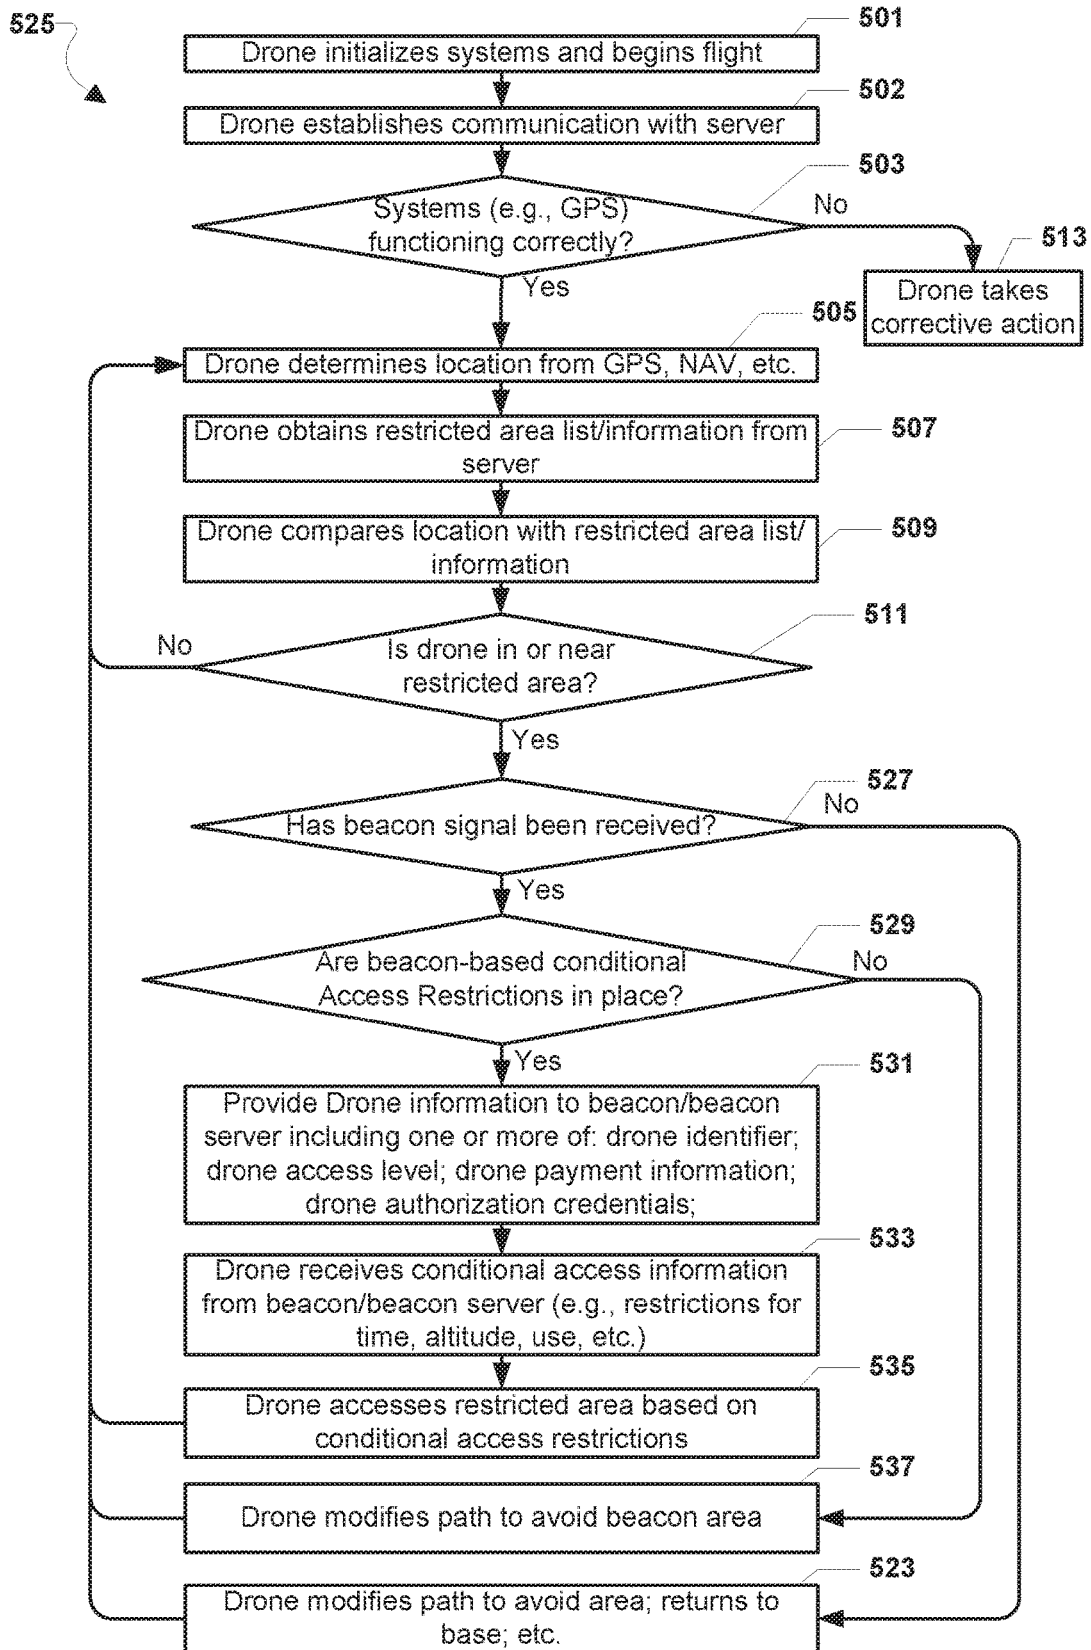 525
501
Drone initializes systems and begins flight
502
Drone establishes communication with server
503
Systems (e.g., GPS)
functioning correctly?
No
513
Drone takes
corrective action
Yes
505
Drone determines location from GPS, NAV, etc.
507
Drone obtains restricted area list/information from
server
509
Drone compares location with restricted area list/
information
511
Is drone in or near
restricted area?
No
Yes
527
Has beacon signal been received?
No
Yes
529
Are beacon-based conditional
Access Restrictions in place?
No
Yes
531
Provide Drone information to beacon/beacon
server including one or more of: drone identifier;
drone access level; drone payment information;
drone authorization credentials;
533
Drone receives conditional access information
from beacon/beacon server (e.g., restrictions for
time, altitude, use, etc.)
535
Drone accesses restricted area based on
conditional access restrictions
537
Drone modifies path to avoid beacon area
523
Drone modifies path to avoid area; returns to
base; etc.